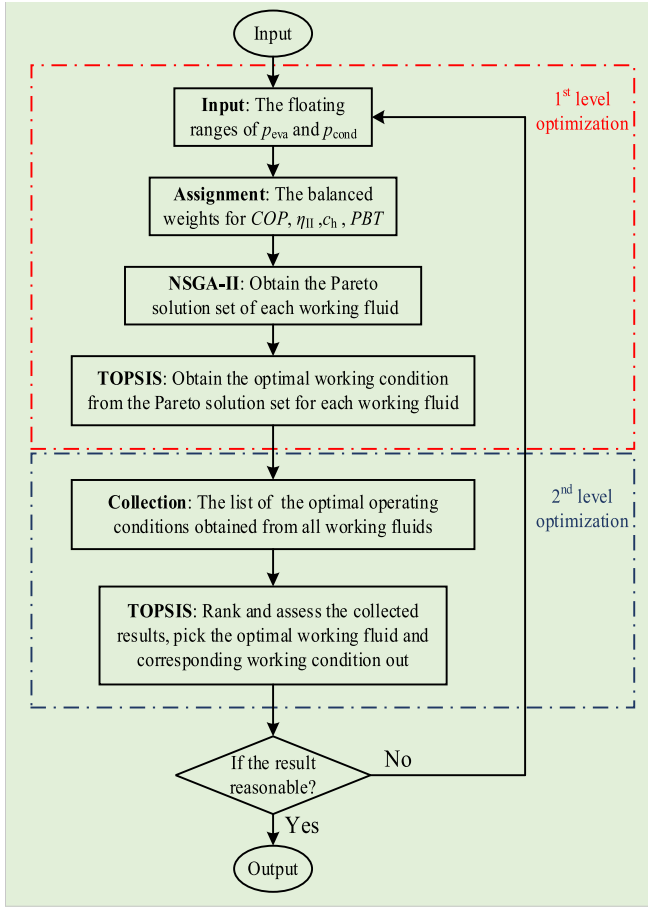 Input
1st level
optimization
Input: The floating
ranges of peva and pcond
Assignment: The balanced
weights for COP, ηII ,ch , PBT
NSGA-II: Obtain the Pareto
solution set of each working fluid
TOPSIS: Obtain the optimal working condition
from the Pareto solution set for each working fluid
2nd level
optimization
Collection: The list of the optimal operating
conditions obtained from all working fluids
TOPSIS: Rank and assess the collected
results, pick the optimal working fluid and
corresponding working condition out
If the result
reasonable?
No
Yes
Output